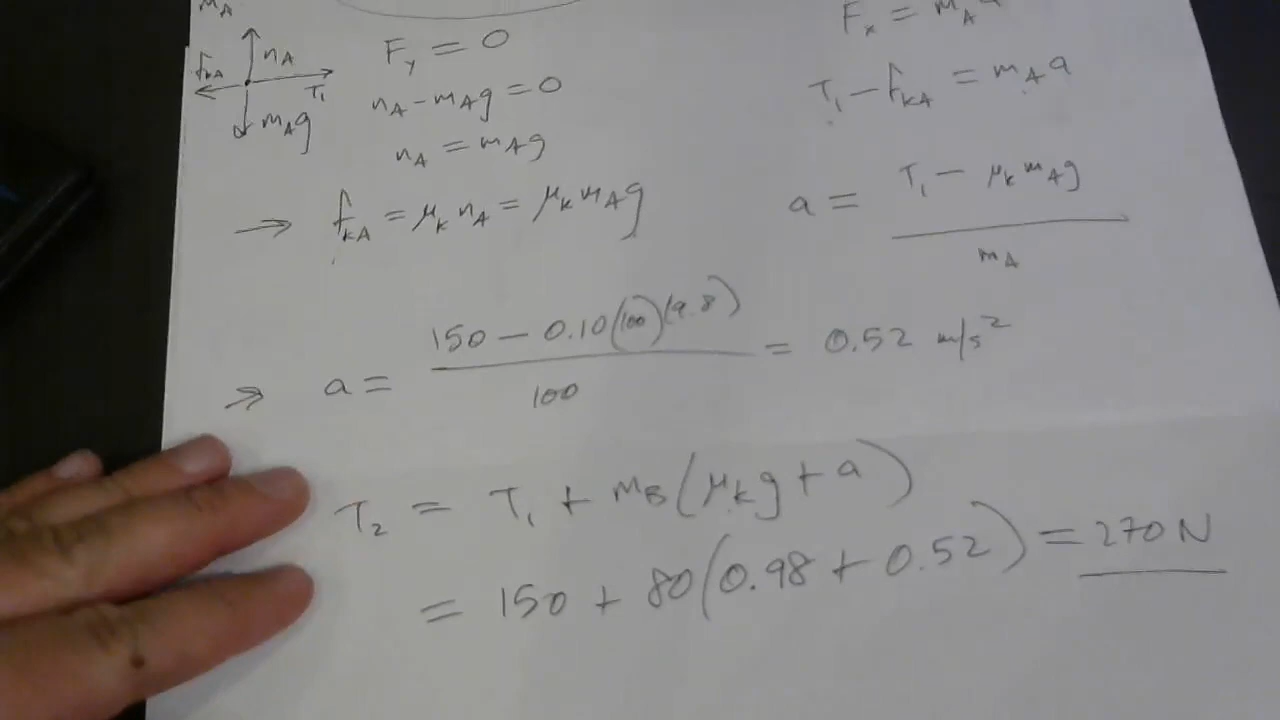 m_A
f_kA n_A T_1 m_A g
F_y = 0
n_A - m_A g = 0
n_A = m_A g
→ f_kA = μ_k n_A = μ_k m_A g
F_x = m_A a
T_1 - f_kA = m_A a
a = (T_1 - μ_k m_A g) / m_A
⇒ a = (150 - 0.10(100)(9.8)) / 100 = 0.52 m/s²
T_2 = T_1 + m_B(μ_k g + a)
= 150 + 80(0.98 + 0.52) = 270 N